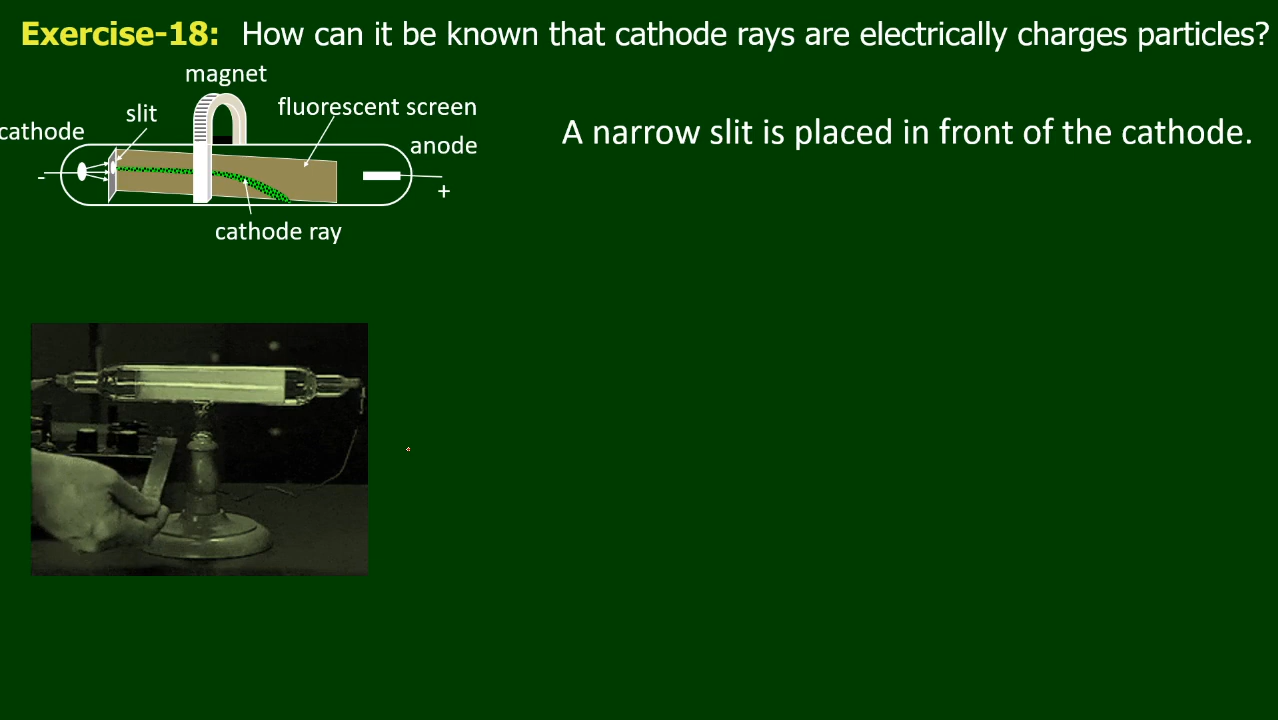 Exercise-18: How can it be known that cathode rays are electrically charges particles?
magnet
slit
fluorescent screen
cathode
anode
A narrow slit is placed in front of the cathode.
-
+
cathode ray